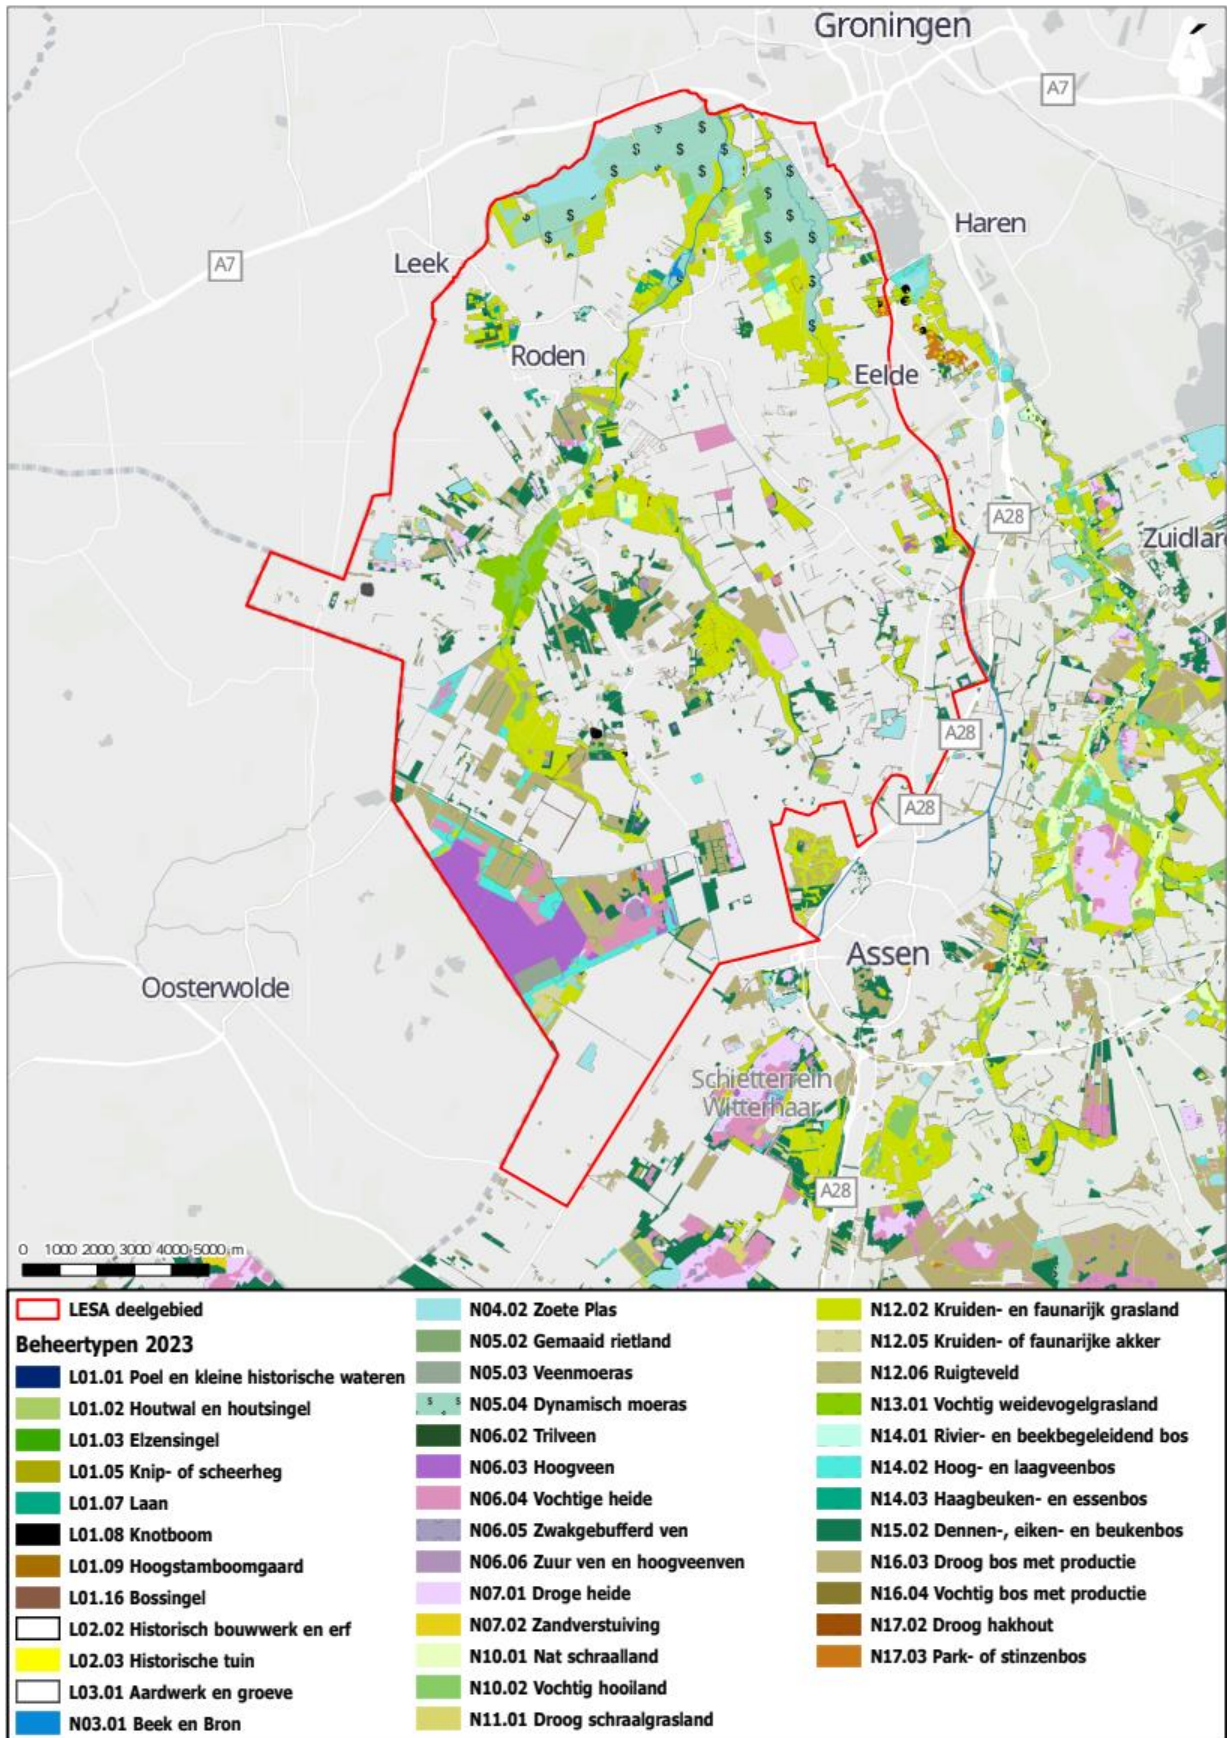 Groningen
A7
Haren
Leek
A7
Roden
Eelde
A28
Zuidlar
A28
A28
Assen
Oosterwolde
Schietterrein
Witterhaar
A28
0 1000 2000 3000 4000 5000 m
LESA deelgebied
Beheertypen 2023
L01.01 Poel en kleine historische wateren
L01.02 Houtwal en houtsingel
L01.03 Elzensingel
L01.05 Knip- of scheerheg
L01.07 Laan
L01.08 Knotboom
L01.09 Hoogstamboomgaard
L01.16 Bossingel
L02.02 Historisch bouwwerk en erf
L02.03 Historische tuin
L03.01 Aardwerk en groeve
N03.01 Beek en Bron
N04.02 Zoete Plas
N05.02 Gemaaid rietland
N05.03 Veenmoeras
N05.04 Dynamisch moeras
N06.02 Trilveen
N06.03 Hoogveen
N06.04 Vochtige heide
N06.05 Zwakgebufferd ven
N06.06 Zuur ven en hoogveenven
N07.01 Droge heide
N07.02 Zandverstuiving
N10.01 Nat schraalland
N10.02 Vochtig hooiland
N11.01 Droog schraalgrasland
N12.02 Kruiden- en faunarijk grasland
N12.05 Kruiden- of faunarijke akker
N12.06 Ruigteveld
N13.01 Vochtig weidevogelgrasland
N14.01 Rivier- en beekbegeleidend bos
N14.02 Hoog- en laagveenbos
N14.03 Haagbeuken- en essenbos
N15.02 Dennen-, eiken- en beukenbos
N16.03 Droog bos met productie
N16.04 Vochtig bos met productie
N17.02 Droog hakhout
N17.03 Park- of stinzenbos